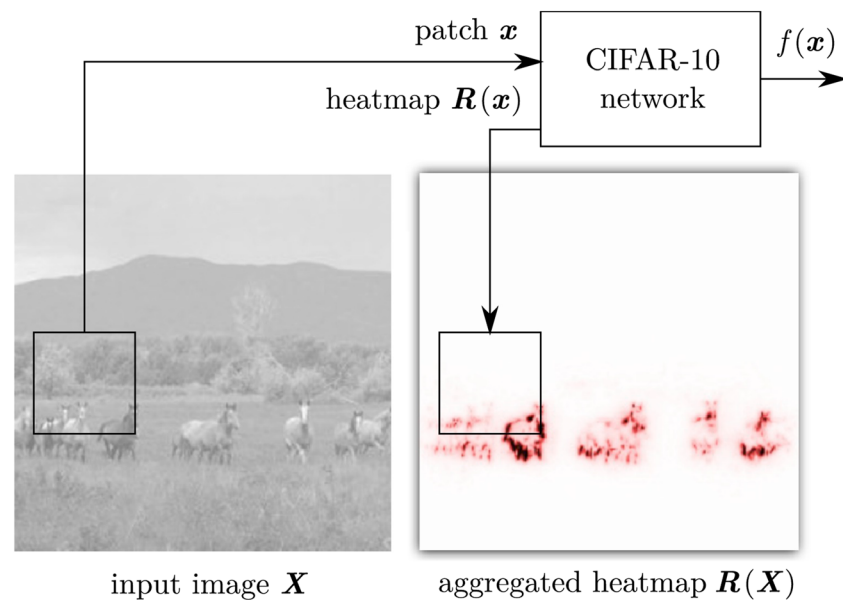 patch x
CIFAR-10
network
f(x)
heatmap R(x)
input image X
aggregated heatmap R(X)